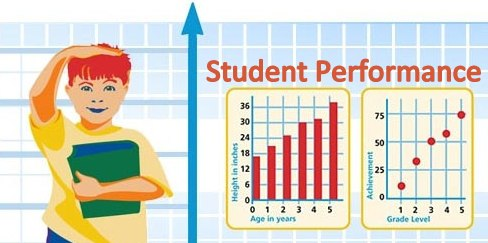 Student Performance
Height in inches
36
30
24
18
12
6
0
0 1 2 3 4 5
Age in years
Achievement
75
50
25
0
1 2 3 4 5
Grade Level